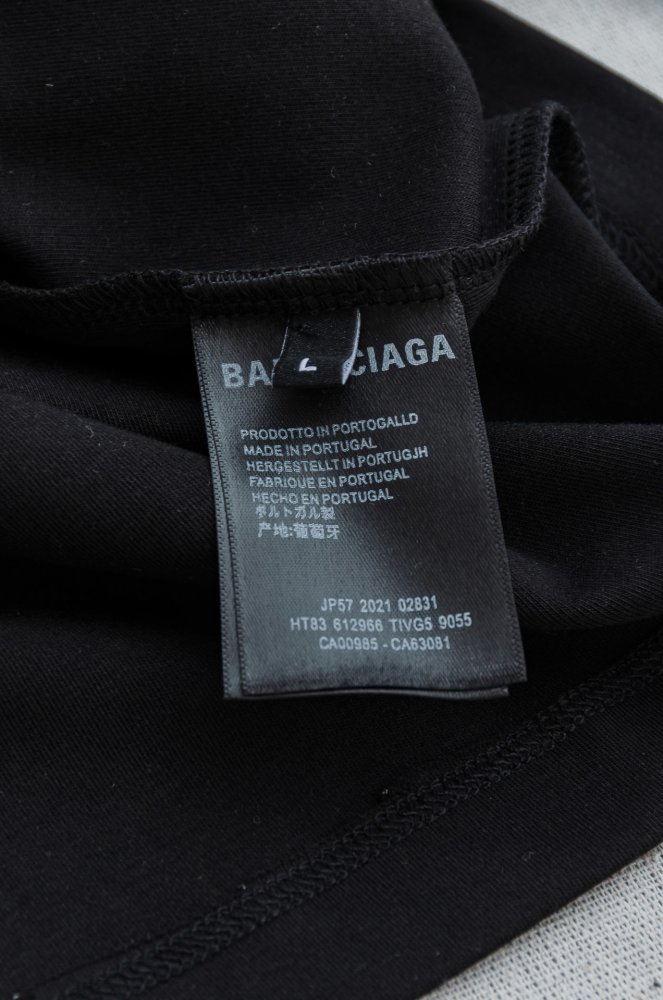 BA CIAGA
L
PRODOTTO IN PORTOGALLD
MADE IN PORTUGAL
HERGESTELLT IN PORTUGJH
FABRIQUE EN PORTUGAL
HECHO EN PORTUGAL
ポルトガル製
产地:葡萄牙
JP57 2021 02831
HT83 612966 TIVG5 9055
CA00985 - CA63081